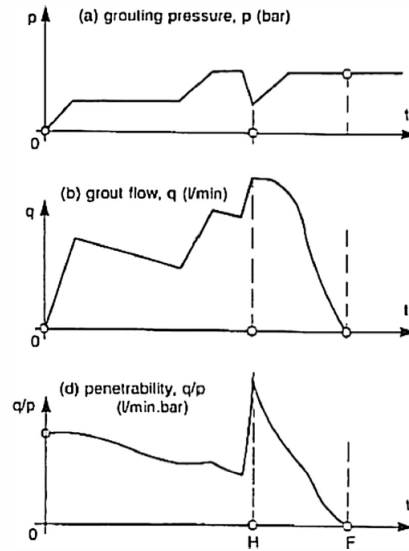 p
(a) grouting pressure, p (bar)
0
t
(b) grout flow, q (l/min)
q
0
t
(d) penetrability, q/p
q/p
(l/min.bar)
0
t
H
F